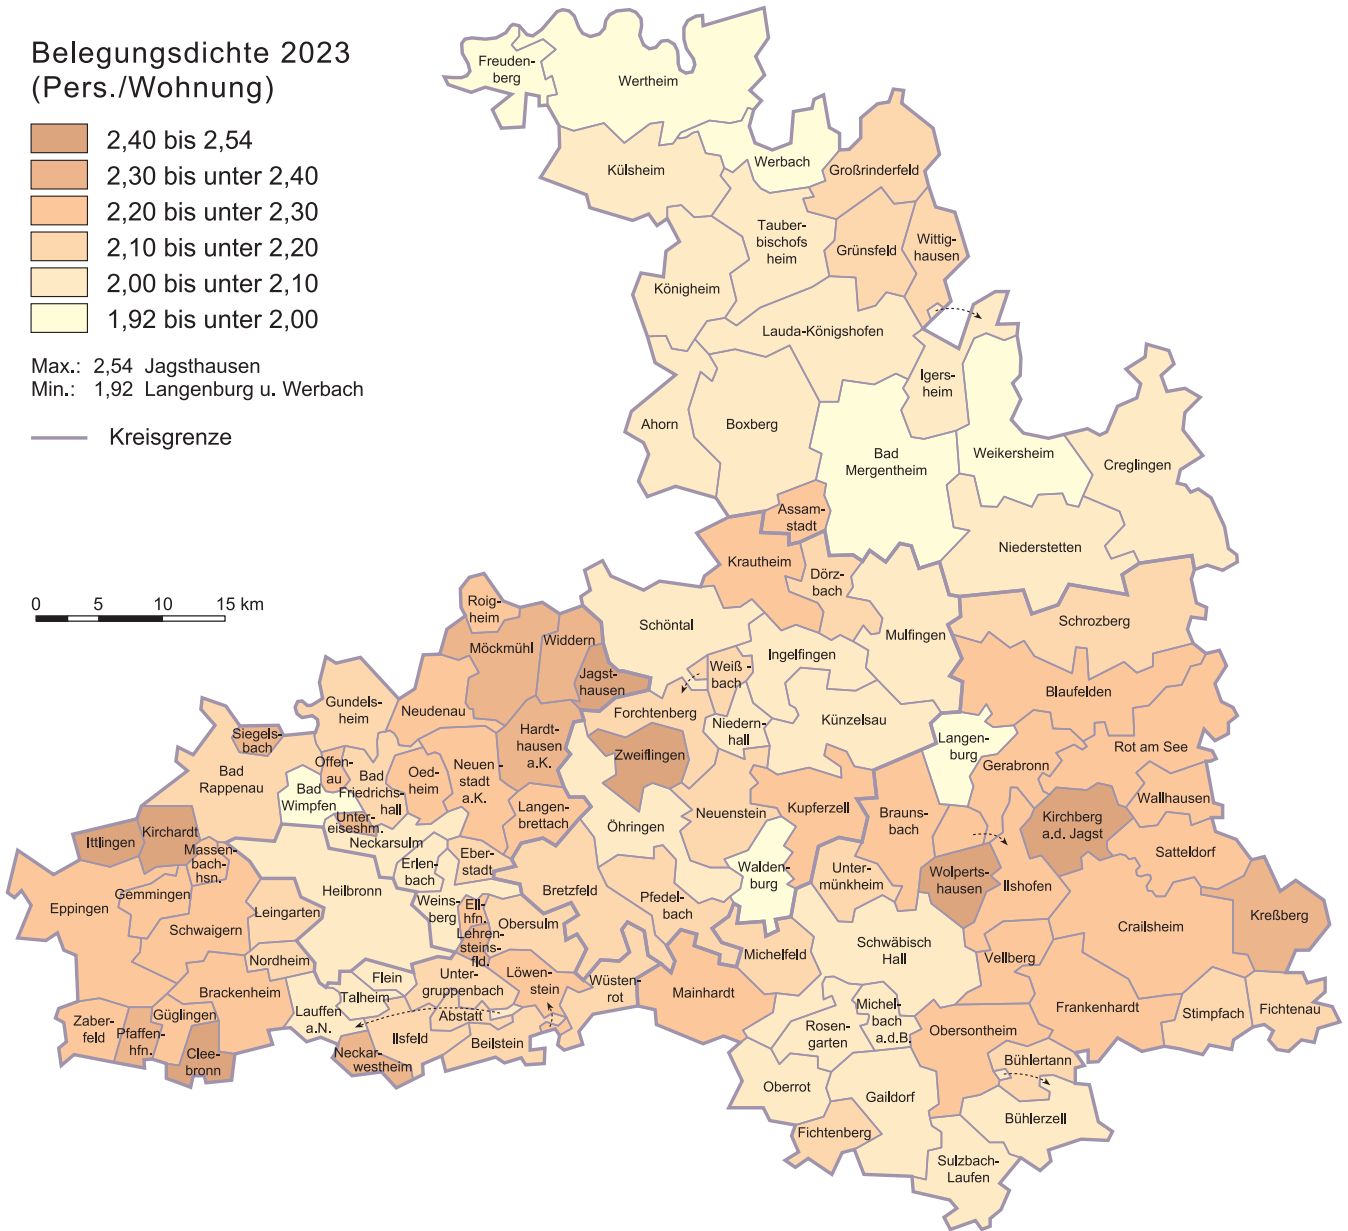 Belegungsdichte 2023
(Pers./Wohnung)
2,40 bis 2,54
2,30 bis unter 2,40
2,20 bis unter 2,30
2,10 bis unter 2,20
2,00 bis unter 2,10
1,92 bis unter 2,00
Max.: 2,54 Jagsthausen
Min.: 1,92 Langenburg u. Werbach
Kreisgrenze
0 5 10 15 km
Freuden-
berg
Wertheim
Werbach
Külsheim
Großrinderfeld
Tauber-
bischofs
heim
Grünsfeld
Wittig-
hausen
Königheim
Lauda-Königshofen
Igers-
heim
Ahorn
Boxberg
Bad
Mergentheim
Weikersheim
Creglingen
Assam-
stadt
Niederstetten
Krautheim
Dörz-
bach
Schöntal
Mulfingen
Schrozberg
Roig-
heim
Möckmühl
Widdern
Jagst-
hausen
Ingelfingen
Weiß -
bach
Blaufelden
Gundels-
heim
Neudenau
Forchtenberg
Niedern-
hall
Künzelsau
Siegels-
bach
Hardt-
hausen
a.K.
Zweiflingen
Langen-
burg
Rot am See
Gerabronn
Bad
Rappenau
Offen-
au
Bad
Friedrichs-
hall
Oed-
heim
Neuen-
stadt
a.K.
Bad
Wimpfen
Langen-
brettach
Neuenstein
Kupferzell
Brauns-
bach
Wallhausen
Kirchberg
a.d. Jagst
Unter-
eiseshm.
Neckarsulm
Öhringen
Ittlingen
Kirchardt
Massen-
bach-
hsn.
Erlen-
bach
Eber-
stadt
Satteldorf
Walden-
burg
Unter-
münkheim
Wolperts-
hausen
Ilshofen
Gemmingen
Eppingen
Heilbronn
Bretzfeld
Pfedel-
bach
Leingarten
Weins-
berg
Ell-
hfn.
Obersulm
Kreßberg
Crailsheim
Schwaigern
Lehren-
steins-
fld.
Michelfeld
Schwäbisch
Hall
Vellberg
Nordheim
Flein
Unter-
gruppenbach
Löwen-
stein
Wüsten-
rot
Mainhardt
Brackenheim
Talheim
Frankenhardt
Stimpfach
Fichtenau
Zaber-
feld
Pfaffen-
hfn.
Güglingen
Lauffen
a.N.
Abstatt
Michel-
bach
a.d.B.
Rosen-
garten
Obersontheim
Ilsfeld
Beilstein
Clee-
bronn
Neckar-
westheim
Bühlertann
Oberrot
Gaildorf
Bühlerzell
Fichtenberg
Sulzbach-
Laufen